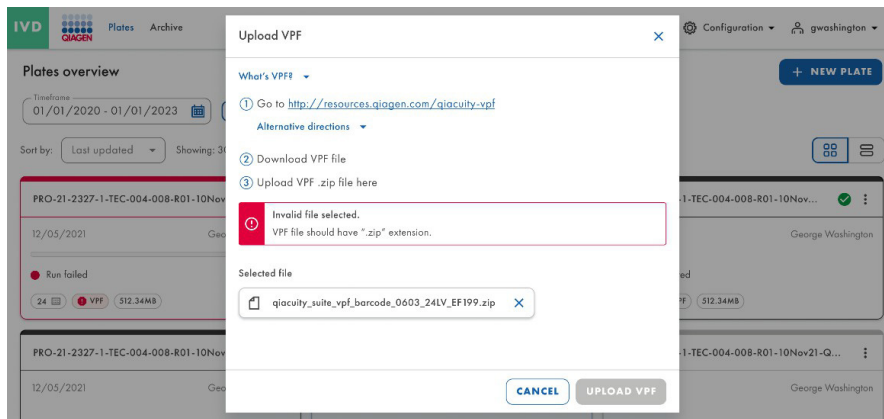 IVD
QIAGEN
Plates
Archive
Configuration
gwashington
Plates overview
+ NEW PLATE
Timeframe
01/01/2020 - 01/01/2023
Sort by:
Last updated
Showing:
Upload VPF
What's VPF?
1 Go to http://resources.qiagen.com/qiacuity-vpf
Alternative directions
2 Download VPF file
3 Upload VPF .zip file here
Invalid file selected.
VPF file should have ".zip" extension.
Selected file
qiacuity_suite_vpf_barcode_0603_24LV_EF199.zip
CANCEL
UPLOAD VPF
PRO-21-2327-1-TEC-004-008-R01-10Nov
12/05/2021
Run failed
24
VPF
512.34MB
-1-TEC-004-008-R01-10Nov...
George Washington
512.34MB
PRO-21-2327-1-TEC-004-008-R01-10Nov
12/05/2021
-1-TEC-004-008-R01-10Nov21-Q...
George Washington